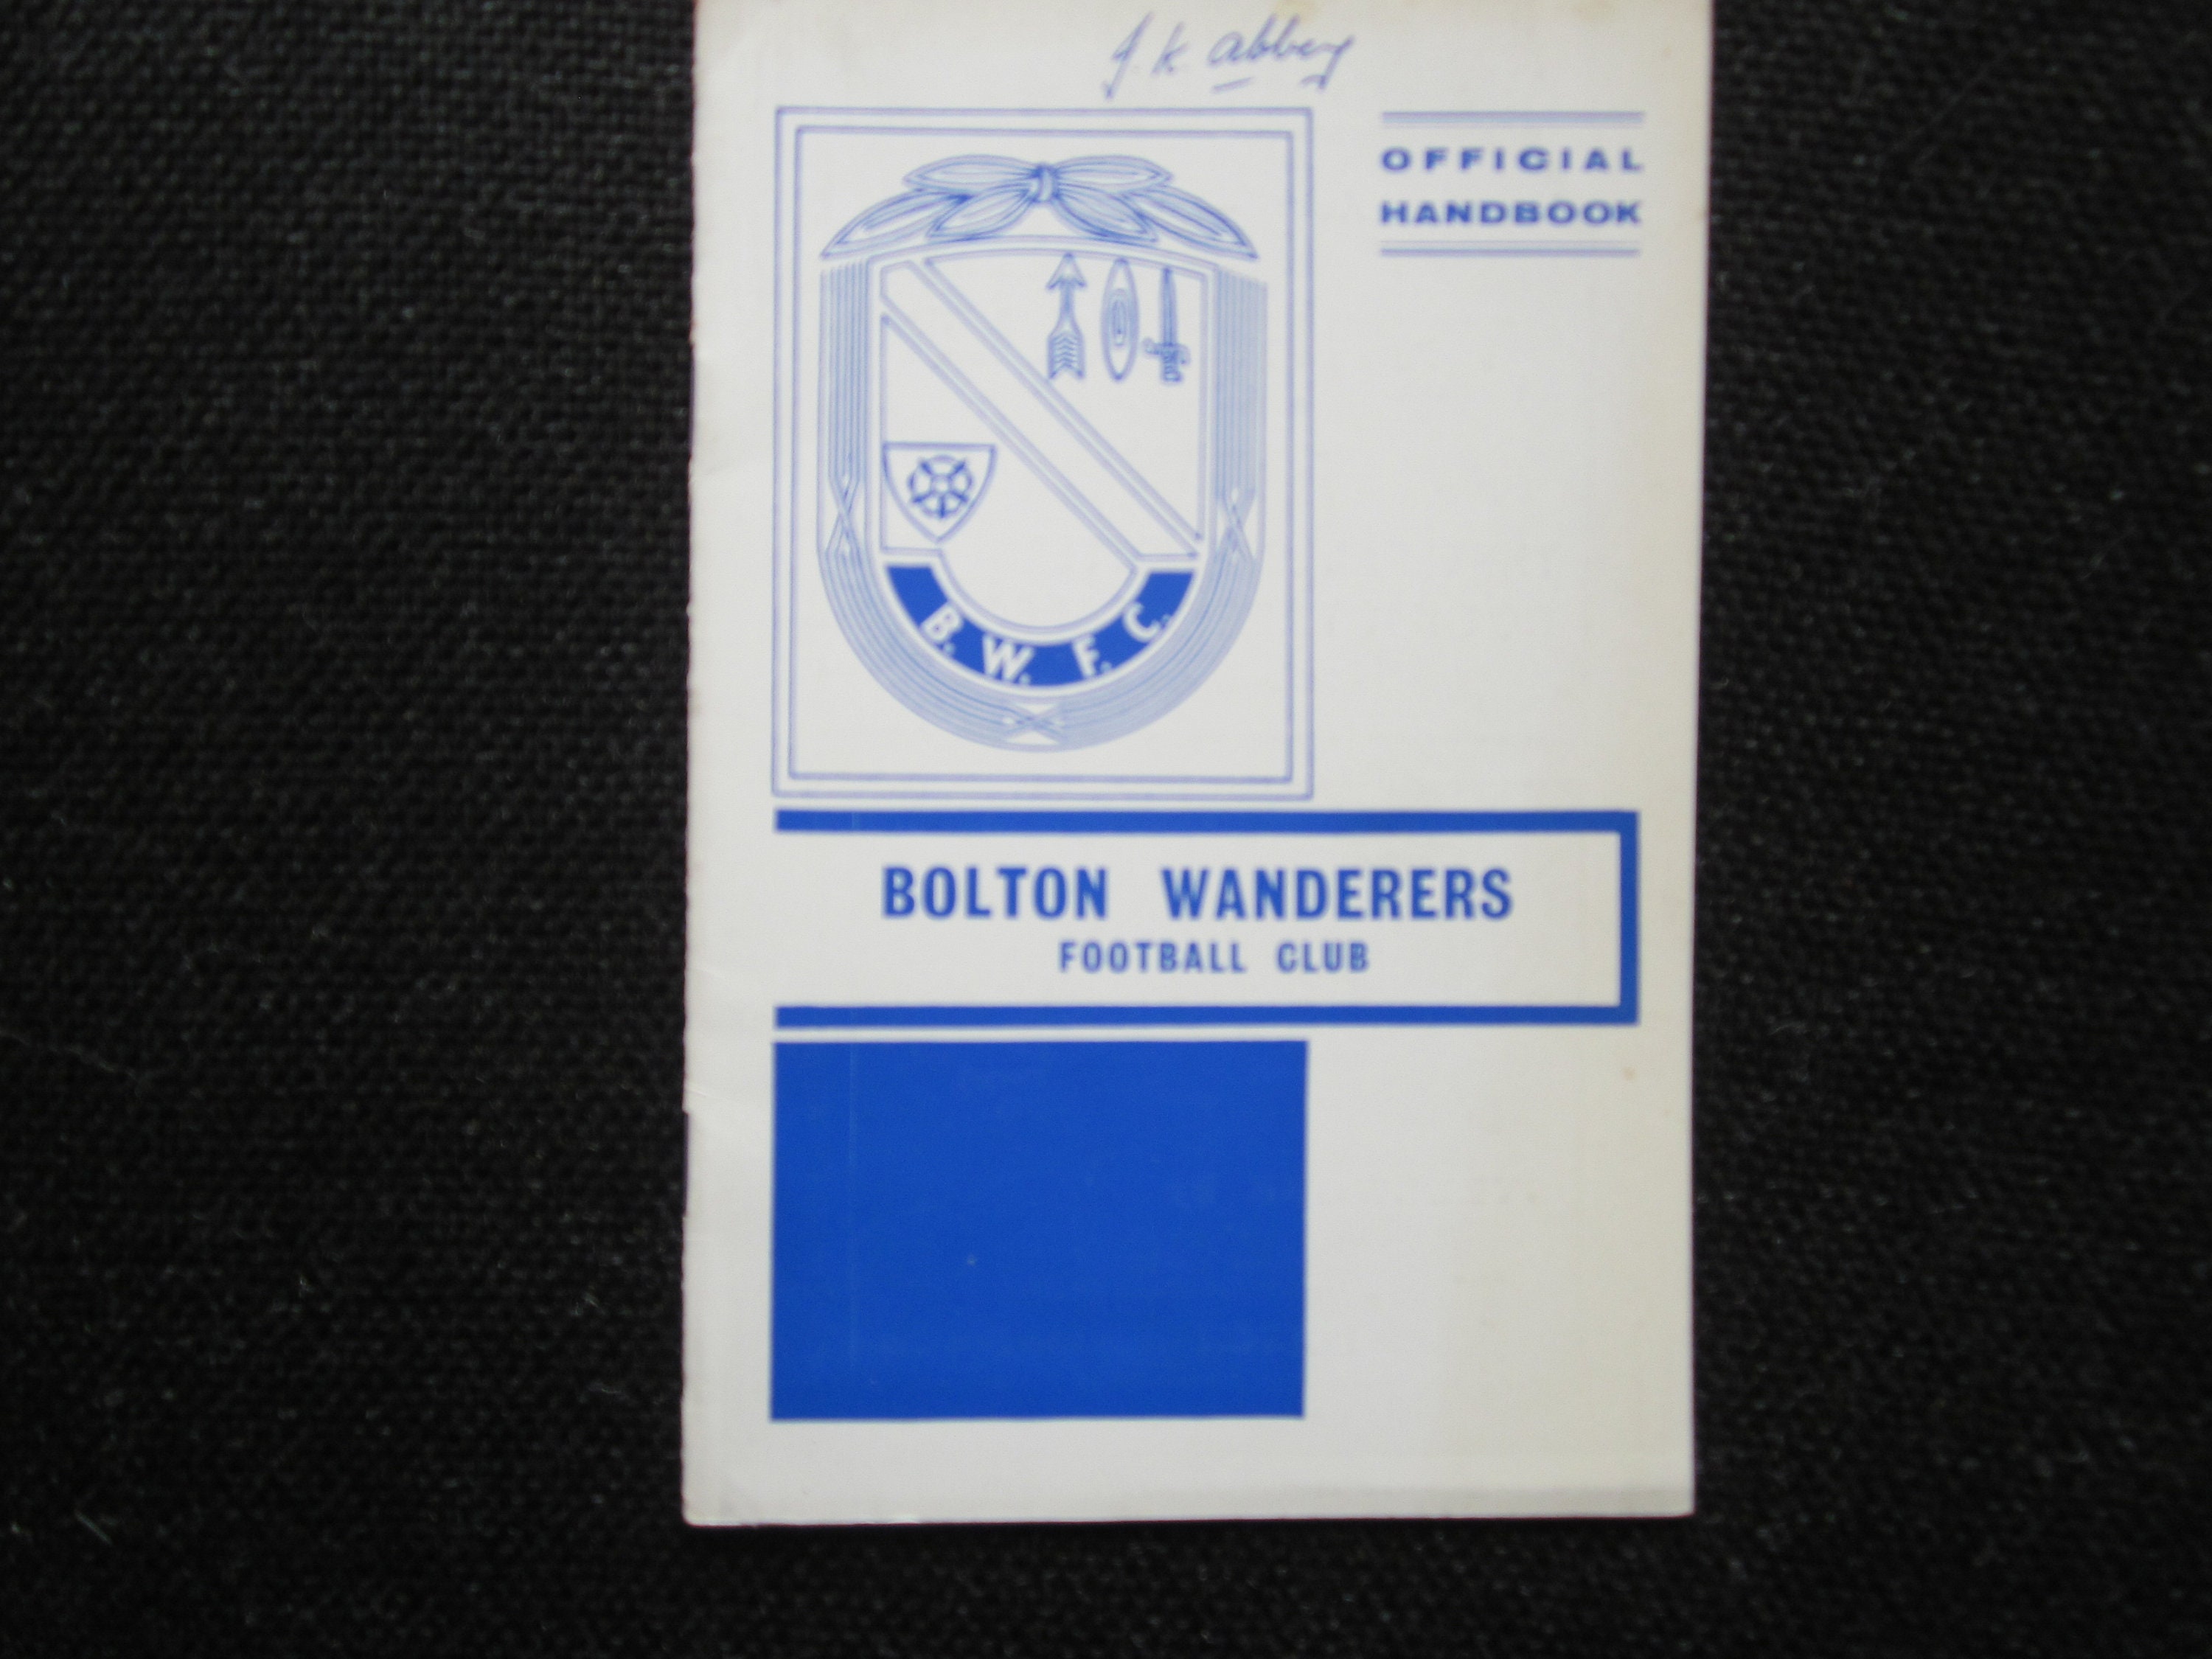 J. K. Abbey
OFFICIAL
HANDBOOK
B. W. F. C.
BOLTON WANDERERS
FOOTBALL CLUB